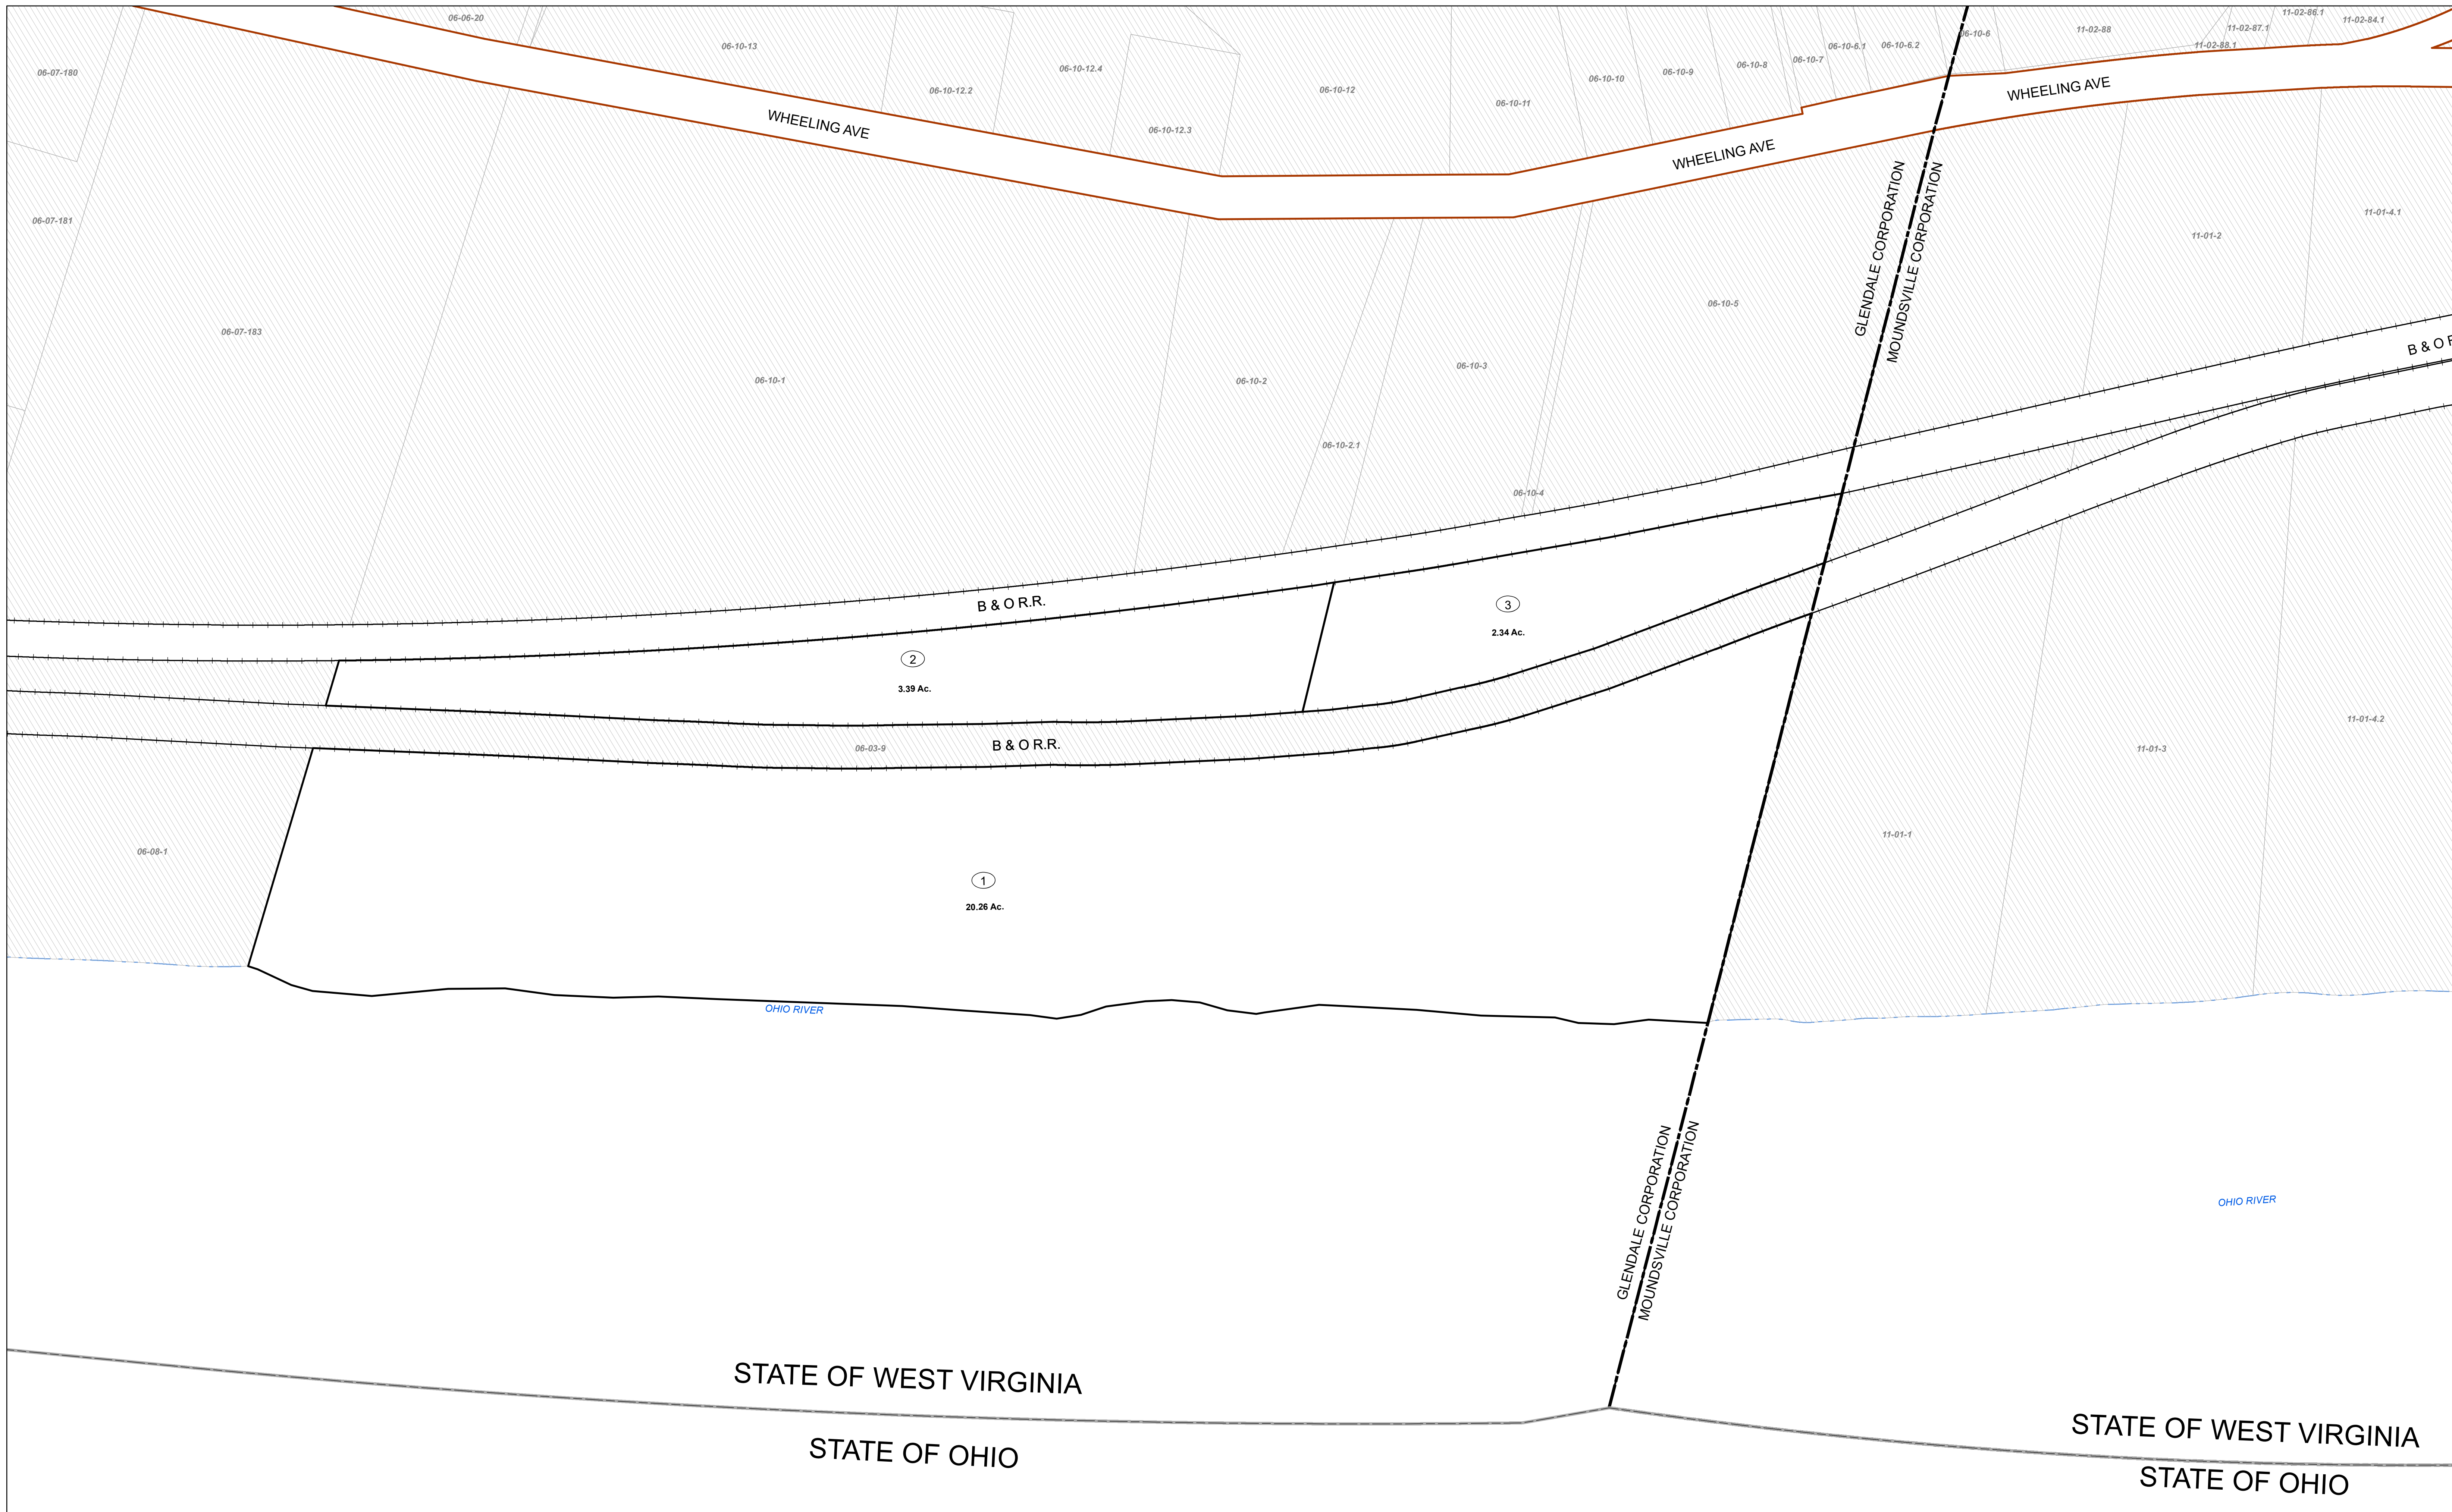 06-06-20
06-10-13
06-07-180
06-10-12.4
06-10-12.2
06-10-12
06-10-12.3
06-10-11
06-10-10
06-10-9
06-10-8
06-10-7
06-10-6.1
06-10-6.2
06-10-6
11-02-88
11-02-88.1
11-02-87.1
11-02-86.1
11-02-84.1
WHEELING AVE
WHEELING AVE
WHEELING AVE
06-07-181
06-07-183
06-10-1
06-10-2
06-10-2.1
06-10-3
06-10-4
06-10-5
GLENDALE CORPORATION
MOUNDSVILLE CORPORATION
11-01-2
11-01-4.1
B & O R
B & O R.R.
2
3.39 Ac.
3
2.34 Ac.
06-03-9
B & O R.R.
06-08-1
1
20.26 Ac.
11-01-1
11-01-3
11-01-4.2
OHIO RIVER
GLENDALE CORPORATION
MOUNDSVILLE CORPORATION
OHIO RIVER
STATE OF WEST VIRGINIA
STATE OF OHIO
STATE OF WEST VIRGINIA
STATE OF OHIO